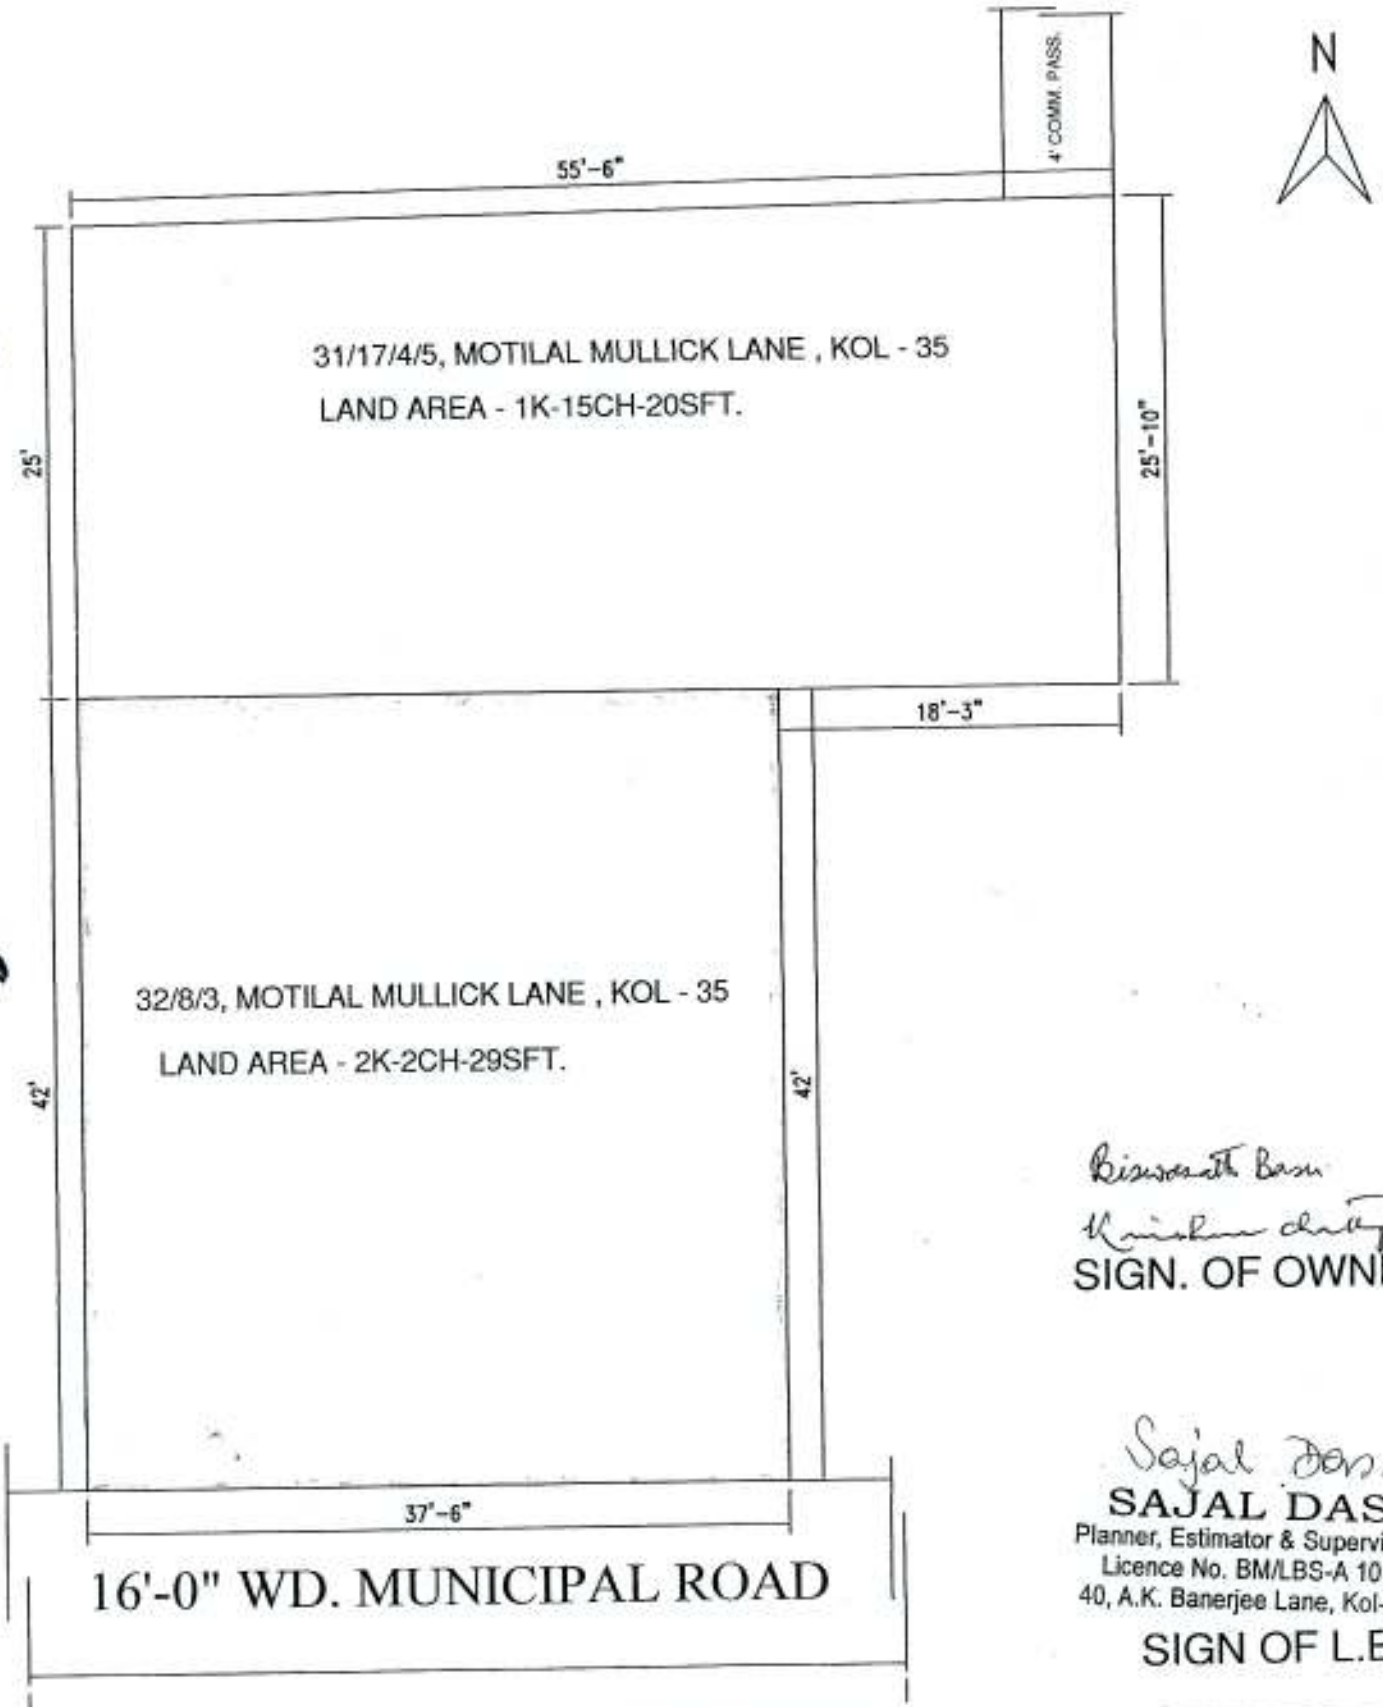 N
4' COMM. PASS.
55'-6"
31/17/4/5, MOTILAL MULLICK LANE , KOL - 35
LAND AREA - 1K-15CH-20SFT.
25'
25'-10"
18'-3"
32/8/3, MOTILAL MULLICK LANE , KOL - 35
LAND AREA - 2K-2CH-29SFT.
42'
42'
Biswanath Basu
Krishna
SIGN. OF
37'-6"
16'-0" WD. MUNICIPAL ROAD
Sajal Das
SAJAL DAS
Planner, Estimator &
Licence No. BM/LBS-A 10
40, A.K. Banerjee Lane, Kol-
SIGN OF